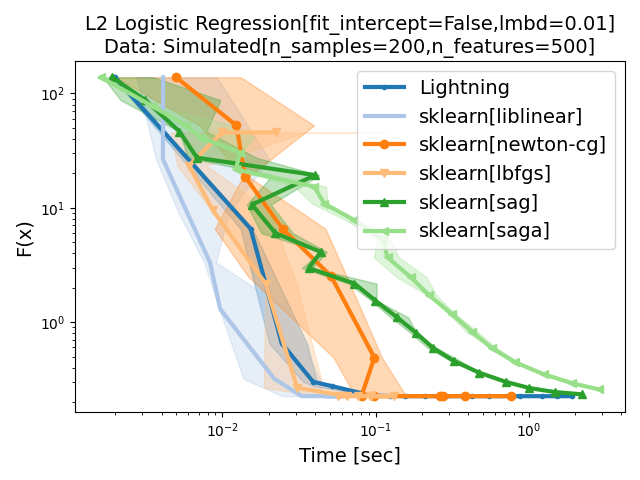 L2 Logistic Regression[fit_intercept=False,lmbd=0.01]
Data: Simulated[n_samples=200,n_features=500]
Lightning
sklearn[liblinear]
sklearn[newton-cg]
sklearn[lbfgs]
sklearn[sag]
sklearn[saga]
F(x)
10²
10¹
10⁰
10⁻²
10⁻¹
10⁰
Time [sec]